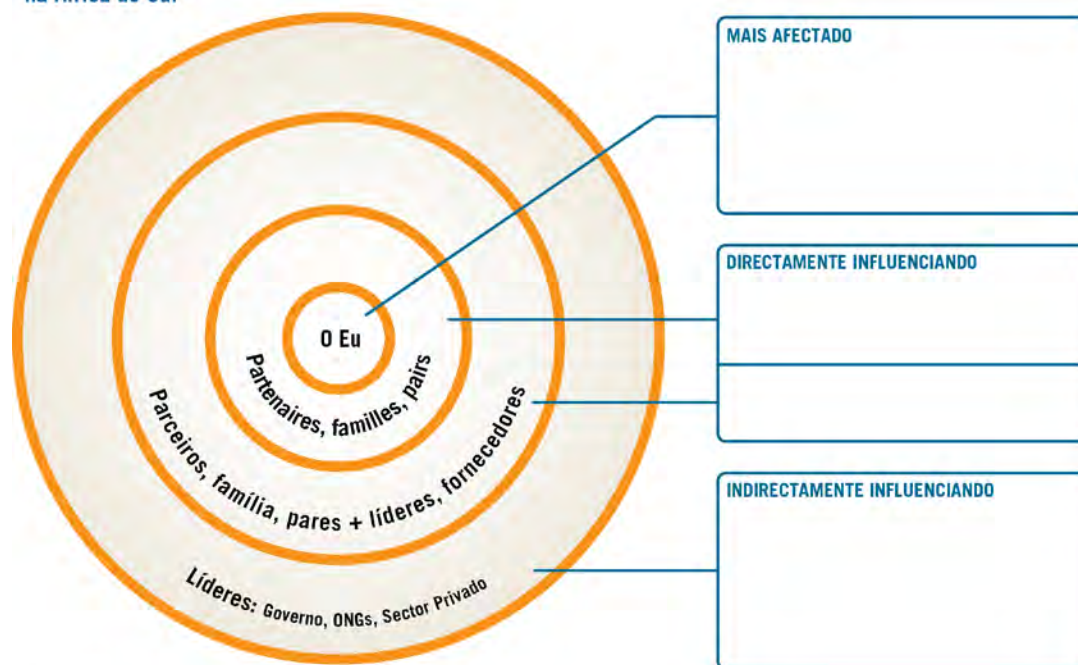 MAIS AFECTADO
DIRECTAMENTE INFLUENCIANDO
INDIRECTAMENTE INFLUENCIANDO
O Eu
Partenaires, familles, pairs
Parceiros, família, pares + líderes, fornecedores
Líderes: Governo, ONGs, Sector Privado